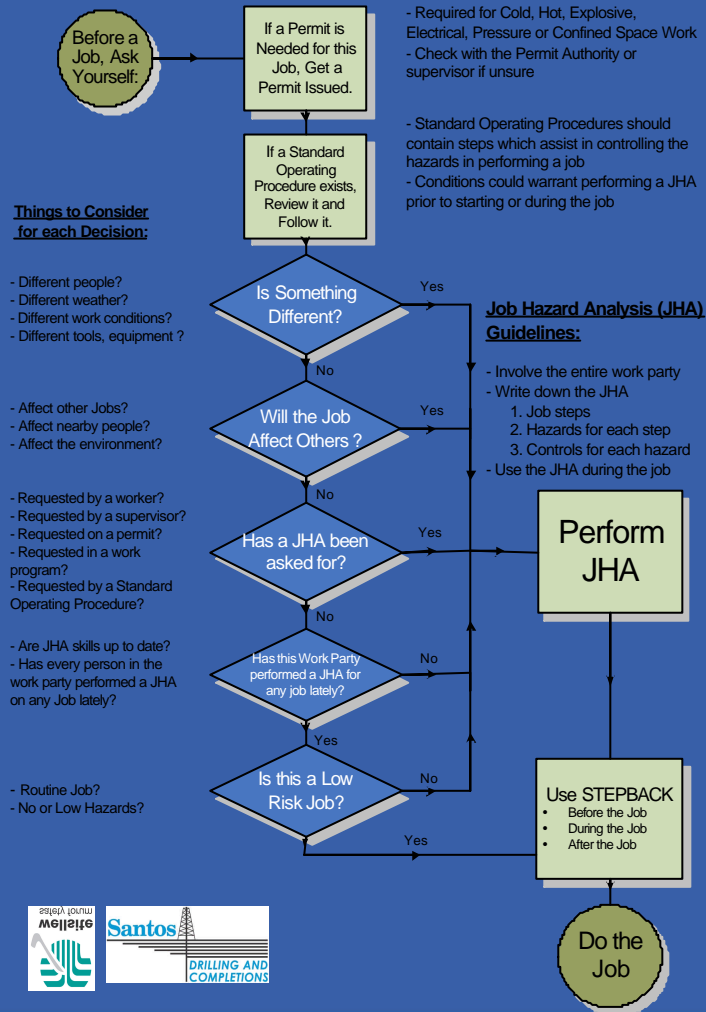 Before a
Job, Ask
Yourself:
If a Permit is
Needed for this
Job, Get a
Permit Issued.
- Required for Cold, Hot, Explosive,
Electrical, Pressure or Confined Space Work
- Check with the Permit Authority or
supervisor if unsure
If a Standard
Operating
Procedure exists,
Review it and
Follow it.
- Standard Operating Procedures should
contain steps which assist in controlling the
hazards in performing a job
- Conditions could warrant performing a JHA
prior to starting or during the job
Things to Consider
for each Decision:
- Different people?
- Different weather?
- Different work conditions?
- Different tools, equipment ?
Is Something
Different?
Yes
No
Job Hazard Analysis (JHA)
Guidelines:
- Involve the entire work party
- Write down the JHA
1. Job steps
2. Hazards for each step
3. Controls for each hazard
- Use the JHA during the job
- Affect other Jobs?
- Affect nearby people?
- Affect the environment?
Will the Job
Affect Others ?
Yes
No
- Requested by a worker?
- Requested by a supervisor?
- Requested on a permit?
- Requested in a work
program?
- Requested by a Standard
Operating Procedure?
Has a JHA been
asked for?
Yes
No
Perform
JHA
- Are JHA skills up to date?
- Has every person in the
work party performed a JHA
on any Job lately?
Has this Work Party
performed a JHA for
any job lately?
No
Yes
- Routine Job?
- No or Low Hazards?
Is this a Low
Risk Job?
No
Yes
Use STEPBACK
• Before the Job
• During the Job
• After the Job
Do the
Job
safety forum
wellsite
Santos
DRILLING AND
COMPLETIONS